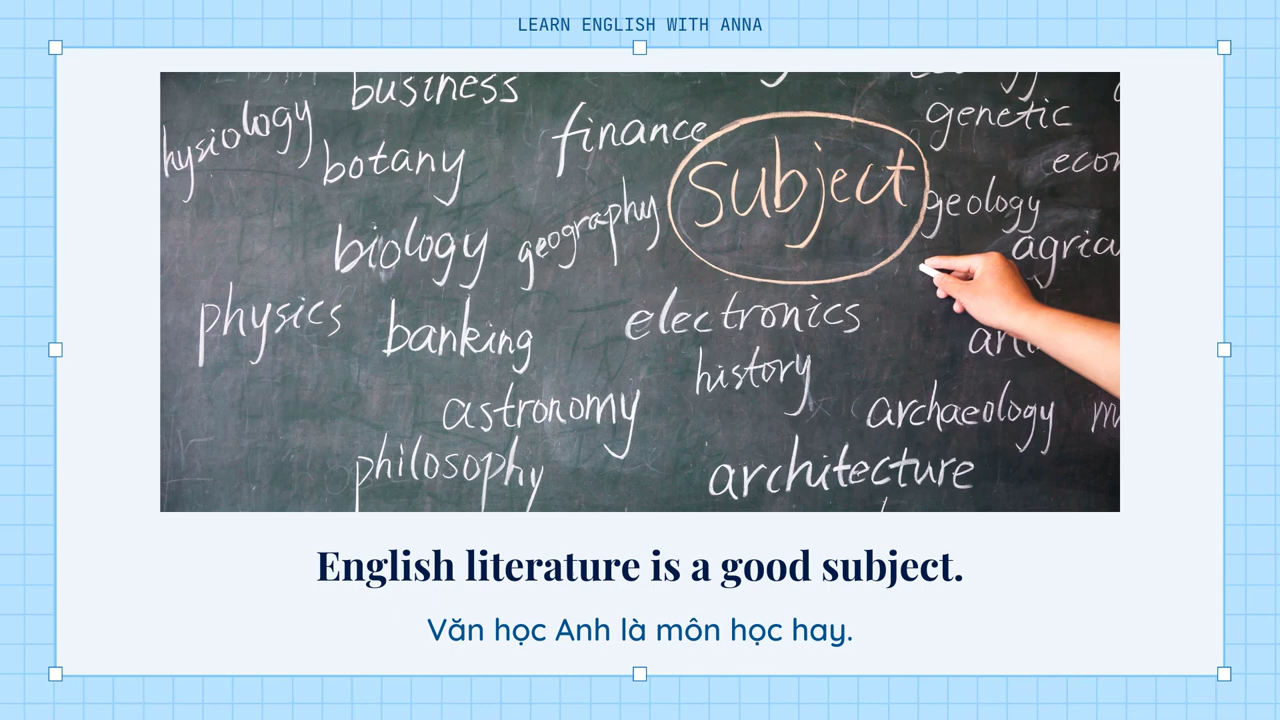 LEARN ENGLISH WITH ANNA
business
finance
genetic
botany
Subject
biology
geography
geology
physics
banking
electronics
history
astronomy
archaeology
philosophy
architecture
English literature is a good subject.
Văn học Anh là môn học hay.